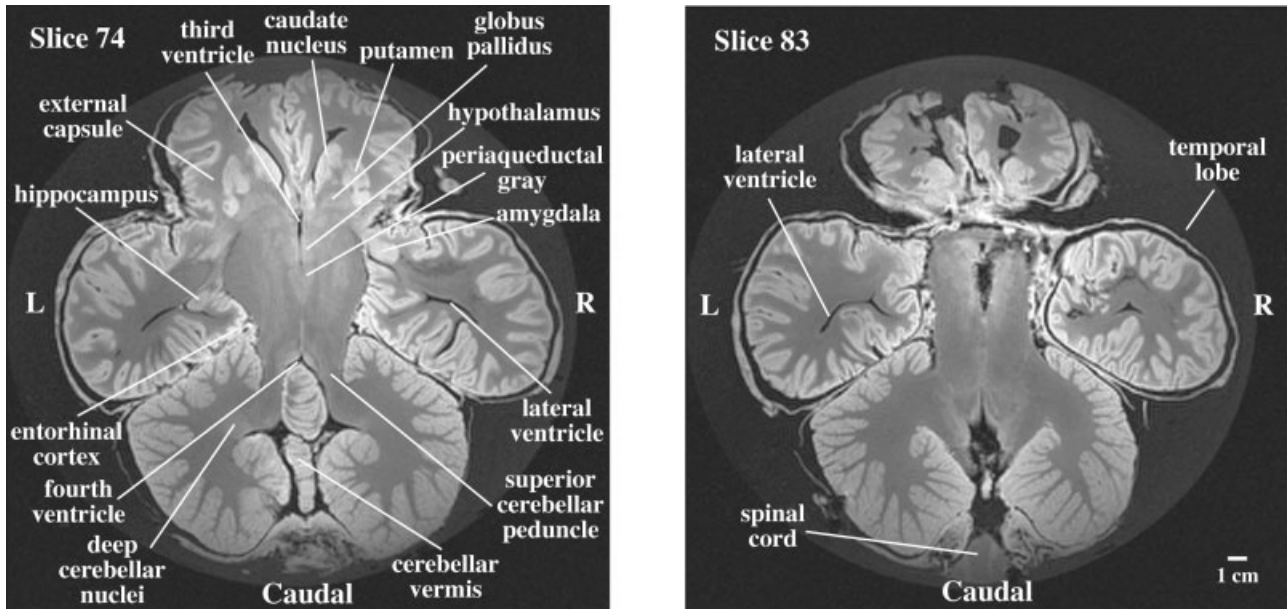 Slice 74
third
ventricle
caudate
nucleus
putamen
globus
pallidus
external
capsule
hypothalamus
periaqueductal
gray
hippocampus
amygdala
L
R
entorhinal
cortex
lateral
ventricle
fourth
ventricle
superior
cerebellar
peduncle
deep
cerebellar
nuclei
cerebellar
vermis
Caudal
Slice 83
lateral
ventricle
temporal
lobe
L
R
spinal
cord
1 cm
Caudal